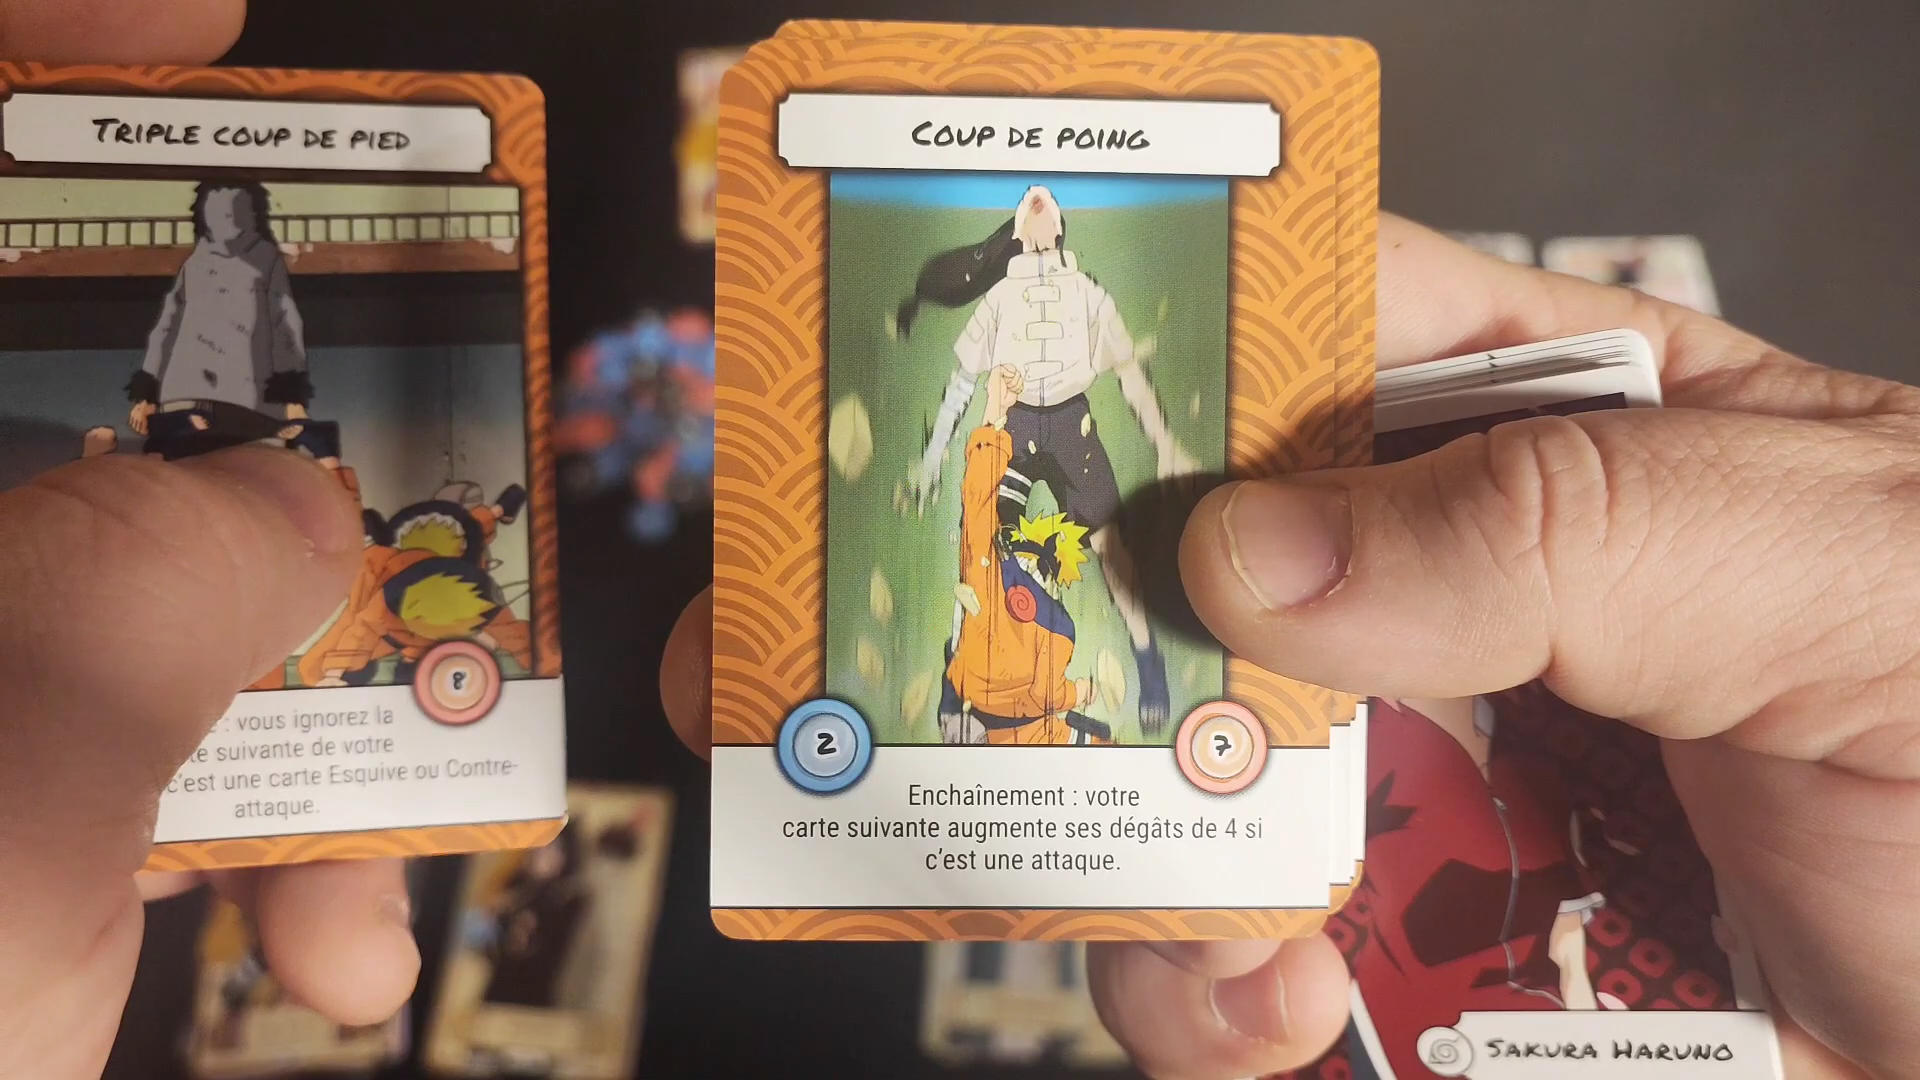 TRIPLE COUP DE PIED
8
: vous ignorez la
suivante de votre
c'est une carte Esquive ou Contre-
attaque.
COUP DE POING
2
7
Enchaînement : votre
carte suivante augmente ses dégâts de 4 si
c'est une attaque.
SAKURA HARUNO